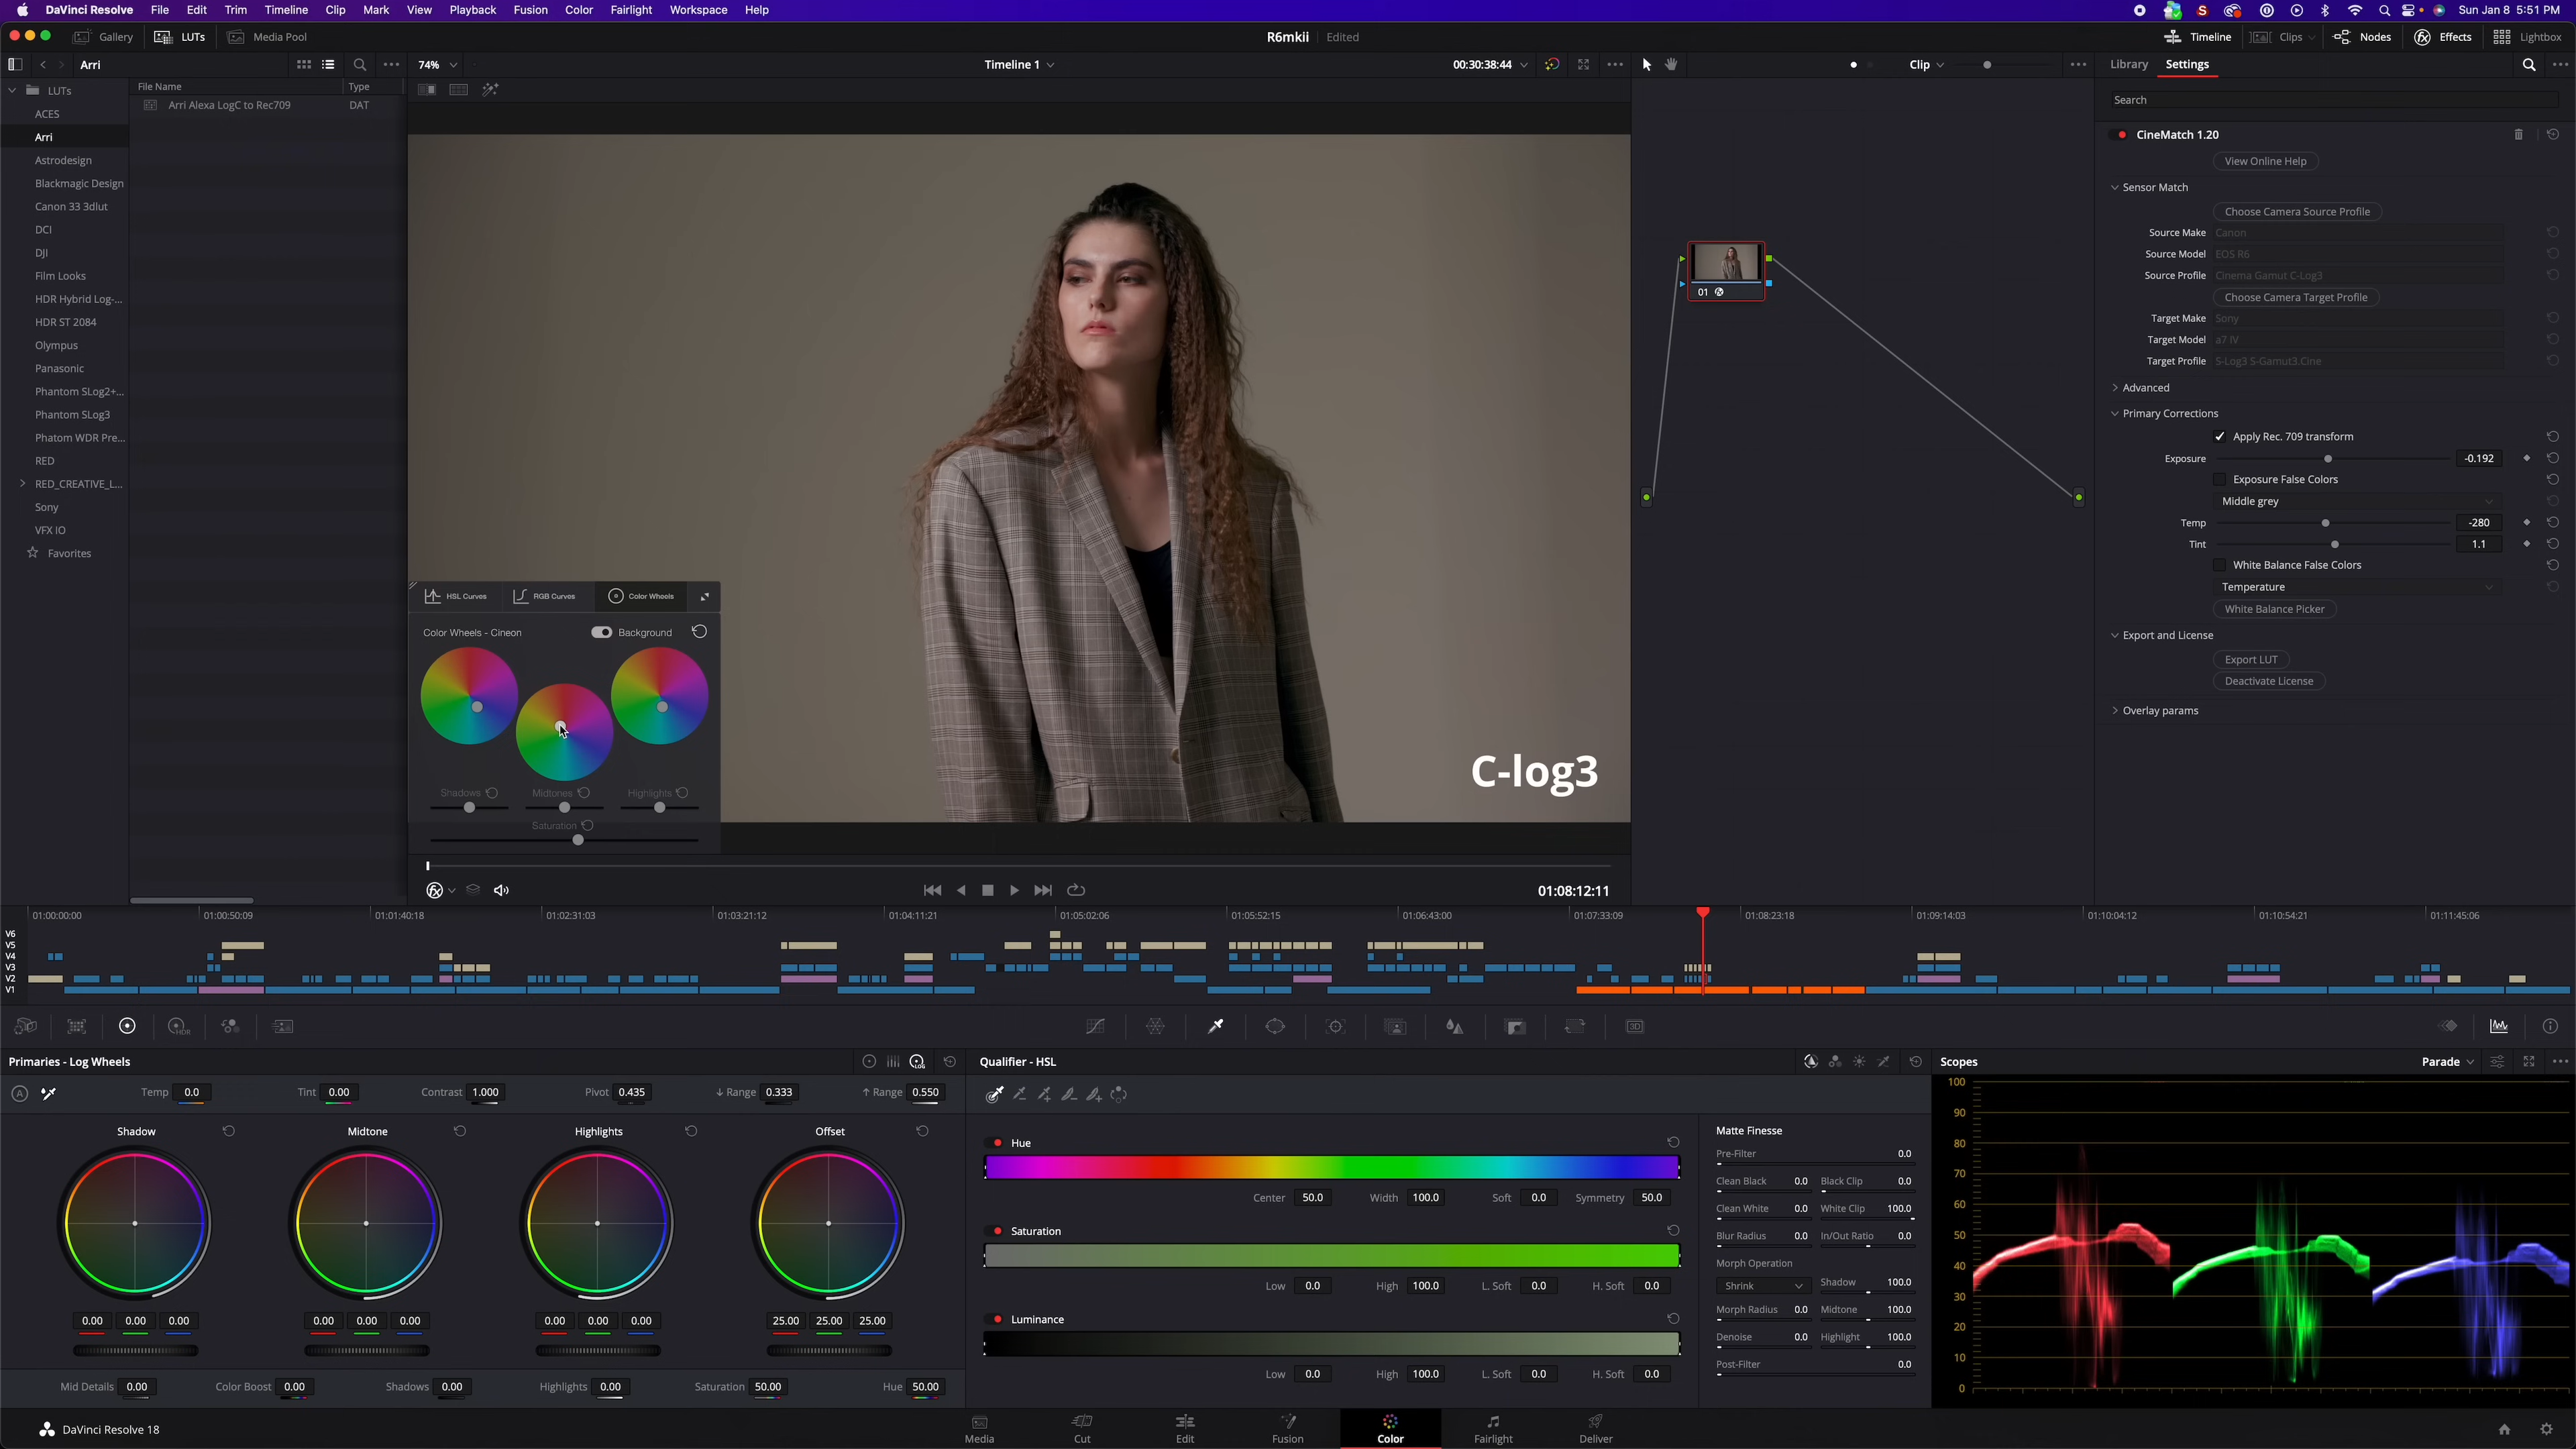 DaVinci Resolve File Edit Trim Timeline Clip Mark View Playback Fusion Color Fairlight Workspace Help Sun Jan 8 5:51 PM
Gallery LUTs Media Pool R6mkii Edited Timeline Clips Nodes Effects Lightbox
Arri 74% Timeline 1 00:30:38:44 Clip Library Settings
LUTs
ACES
Arri
Astrodesign
Blackmagic Design
Canon 33 3dlut
DCI
DJI
Film Looks
HDR Hybrid Log-...
HDR ST 2084
Olympus
Panasonic
Phantom SLog2+...
Phantom SLog3
Phatom WDR Pre...
RED
RED_CREATIVE_L...
Sony
VFX IO
Favorites
File Name Type
Arri Alexa LogC to Rec709 DAT
C-log3
HSL Curves RGB Curves Color Wheels
Color Wheels - Cineon Background
Shadows Midtones Highlights
Saturation
01:08:12:11
01
Search
CineMatch 1.20
View Online Help
Sensor Match
Choose Camera Source Profile
Source Make Canon
Source Model EOS R6
Source Profile Cinema Gamut C-Log3
Choose Camera Target Profile
Target Make Sony
Target Model a7 IV
Target Profile S-Log3 S-Gamut3.Cine
Advanced
Primary Corrections
Apply Rec. 709 transform
Exposure -0.192
Exposure False Colors
Middle grey
Temp -280
Tint 1.1
White Balance False Colors
Temperature
White Balance Picker
Export and License
Export LUT
Deactivate License
Overlay params
01:00:00:00 01:00:50:09 01:01:40:18 01:02:31:03 01:03:21:12 01:04:11:21 01:05:02:06 01:05:52:15 01:06:43:00 01:07:33:09 01:08:23:18 01:09:14:03 01:10:04:12 01:10:54:21 01:11:45:06
V6
V5
V4
V3
V2
V1
HDR 3D
Primaries - Log Wheels LOG
A Temp 0.0 Tint 0.00 Contrast 1.000 Pivot 0.435 ↓ Range 0.333 ↑ Range 0.550
Shadow Midtone Highlights Offset
0.00 0.00 0.00 0.00 0.00 0.00 0.00 0.00 0.00 25.00 25.00 25.00
Mid Details 0.00 Color Boost 0.00 Shadows 0.00 Highlights 0.00 Saturation 50.00 Hue 50.00
Qualifier - HSL
Hue
Center 50.0 Width 100.0 Soft 0.0 Symmetry 50.0
Saturation
Low 0.0 High 100.0 L. Soft 0.0 H. Soft 0.0
Luminance
Low 0.0 High 100.0 L. Soft 0.0 H. Soft 0.0
Matte Finesse
Pre-Filter 0.0
Clean Black 0.0 Black Clip 0.0
Clean White 0.0 White Clip 100.0
Blur Radius 0.0 In/Out Ratio 0.0
Morph Operation
Shrink Shadow 100.0
Morph Radius 0.0 Midtone 100.0
Denoise 0.0 Highlight 100.0
Post-Filter 0.0
Scopes Parade
100
90
80
70
60
50
40
30
20
10
0
DaVinci Resolve 18 Media Cut Edit Fusion Color Fairlight Deliver